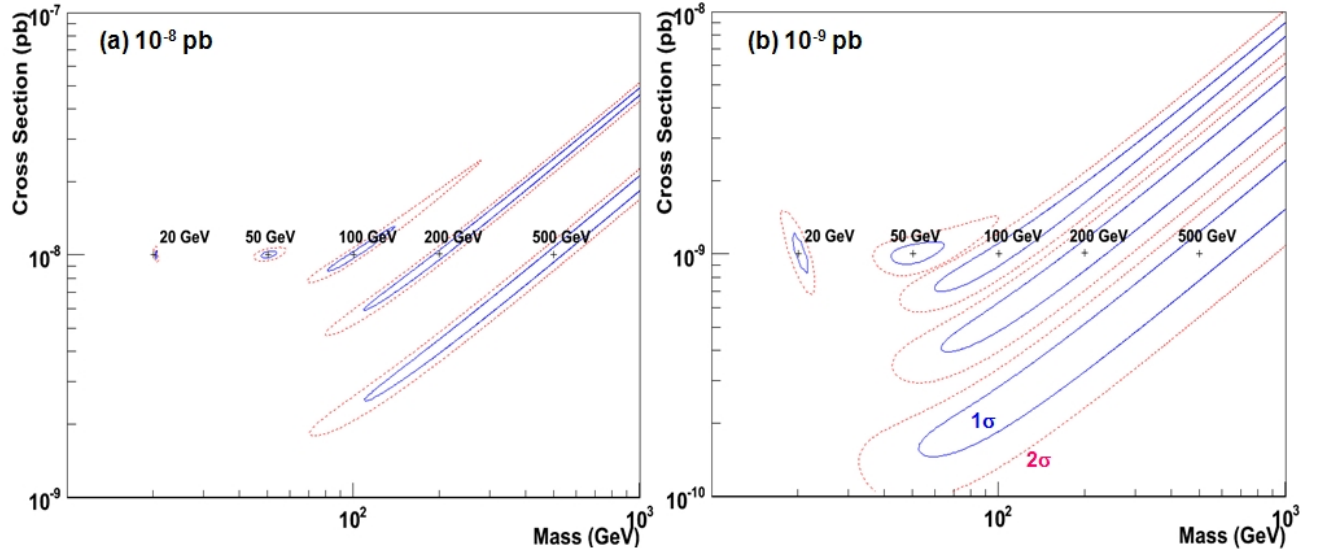 (a) 10⁻⁸ pb
Cross Section (pb)
10⁻⁷
10⁻⁸
10⁻⁹
20 GeV 50 GeV 100 GeV 200 GeV 500 GeV
10² 10³
Mass (GeV)
(b) 10⁻⁹ pb
Cross Section (pb)
10⁻⁸
10⁻⁹
10⁻¹⁰
20 GeV 50 GeV 100 GeV 200 GeV 500 GeV
1σ
2σ
10² 10³
Mass (GeV)